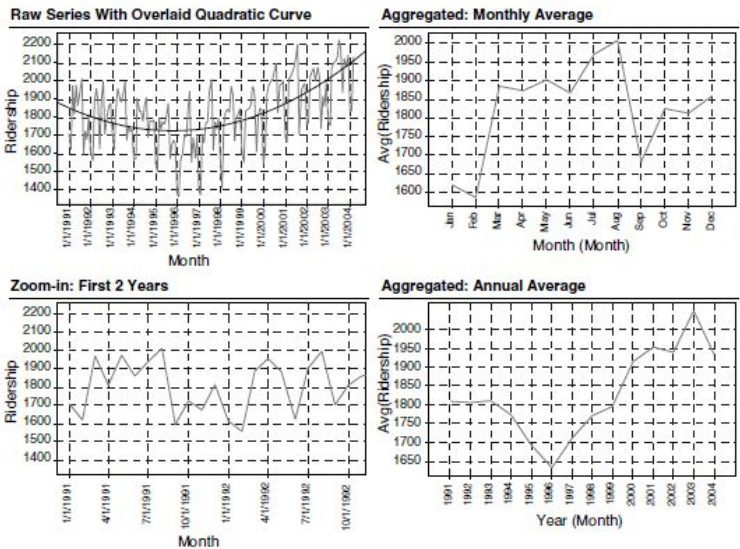 Raw Series With Overlaid Quadratic Curve
Ridership
2200
2100
2000
1900
1800
1700
1600
1500
1400
1/1/1991
1/1/1992
1/1/1993
1/1/1994
1/1/1995
1/1/1996
1/1/1997
1/1/1998
1/1/1999
1/1/2000
1/1/2001
1/1/2002
1/1/2003
1/1/2004
Month
Aggregated: Monthly Average
Avg(Ridership)
2000
1950
1900
1850
1800
1750
1700
1650
1600
Jan
Feb
Mar
Apr
May
Jun
Jul
Aug
Sep
Oct
Nov
Dec
Month (Month)
Zoom-in: First 2 Years
Ridership
2200
2100
2000
1900
1800
1700
1600
1500
1400
1/1/1991
4/1/1991
7/1/1991
10/1/1991
1/1/1992
4/1/1992
7/1/1992
10/1/1992
Month
Aggregated: Annual Average
Avg(Ridership)
2000
1950
1900
1850
1800
1750
1700
1650
1991
1992
1993
1994
1995
1996
1997
1998
1999
2000
2001
2002
2003
2004
Year (Month)